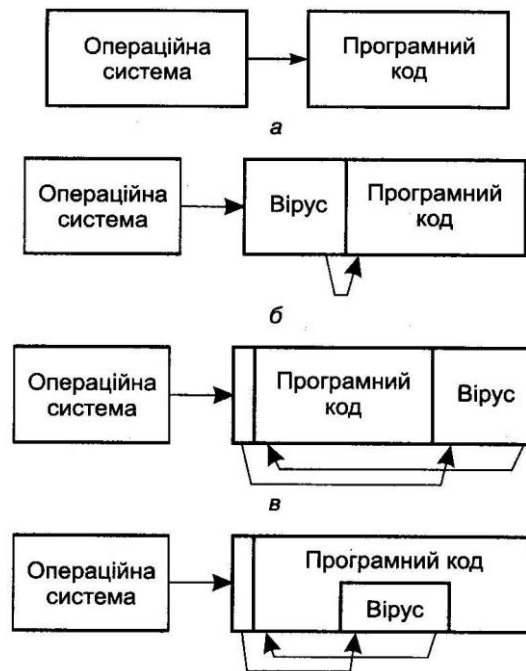 Операційна
система
Програмний
код
а
Операційна
система
Вірус
Програмний
код
б
Операційна
система
Програмний
код
Вірус
в
Операційна
система
Програмний код
Вірус